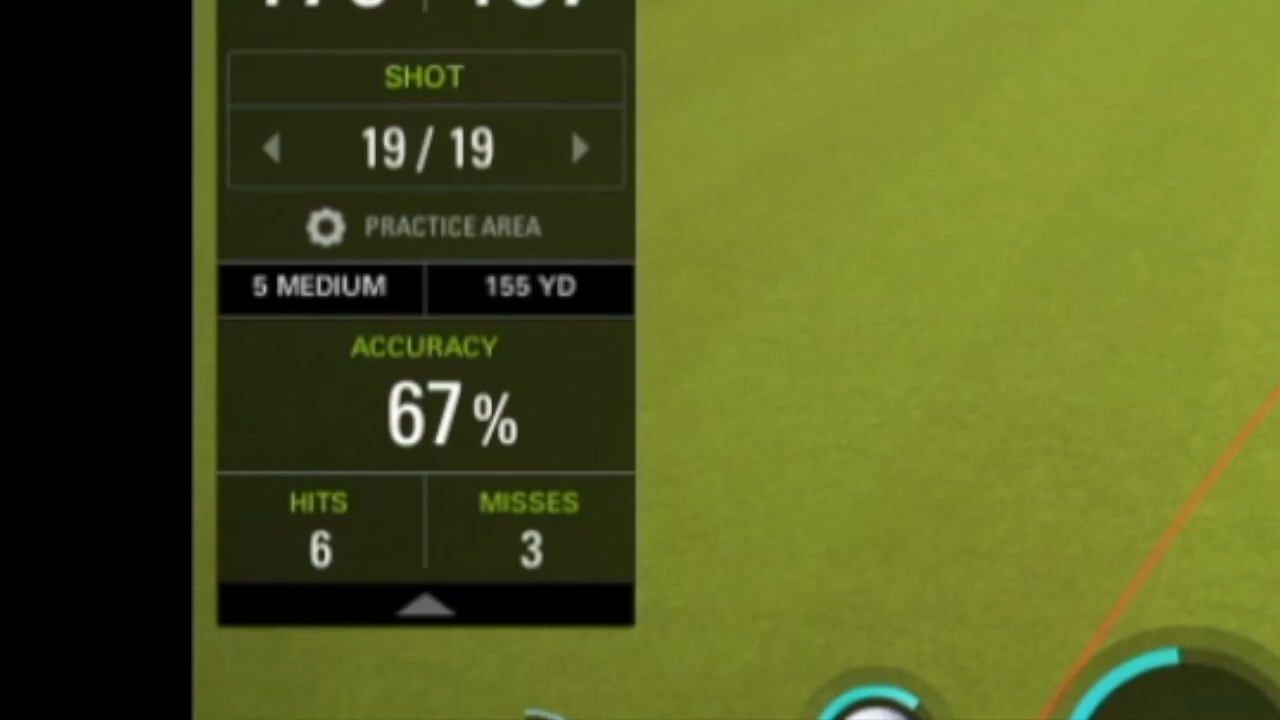 SHOT
19 / 19
PRACTICE AREA
5 MEDIUM
155 YD
ACCURACY
67%
HITS
MISSES
6
3